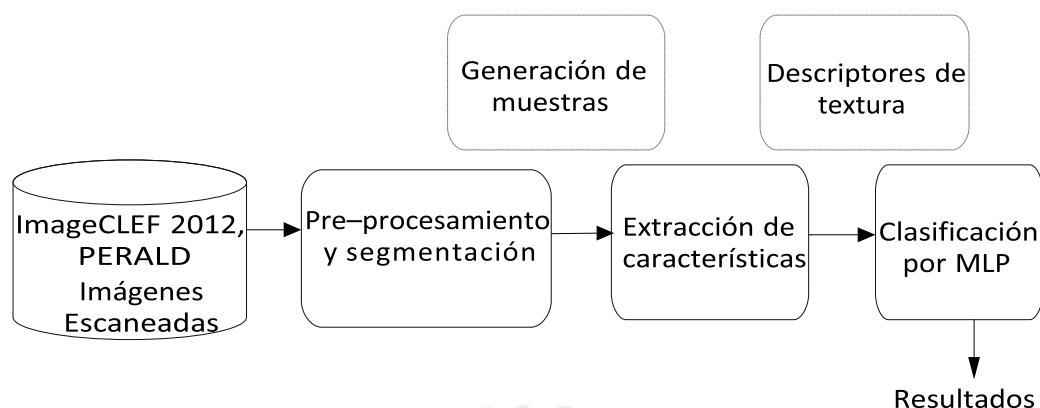 Generación de
muestras
Descriptores de
textura
ImageCLEF 2012,
PERALD
Imágenes
Escaneadas
Pre–procesamiento
y segmentación
Extracción de
características
Clasificación
por MLP
Resultados